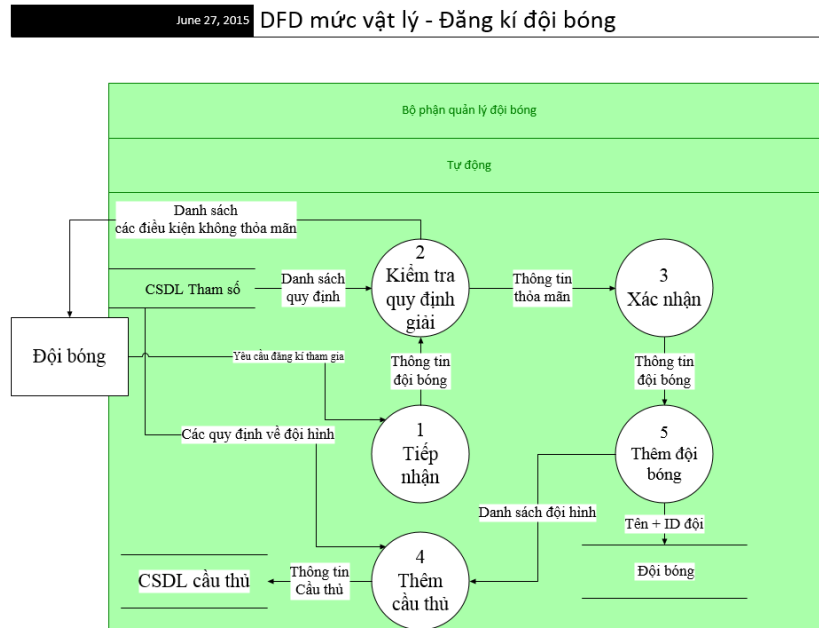 June 27, 2015
DFD mức vật lý - Đăng kí đội bóng
Bộ phận quản lý đội bóng
Tự động
Danh sách
các điều kiện không thỏa mãn
2
Kiểm tra
quy định
giải
3
Xác nhận
CSDL Tham số
Danh sách
quy định
Thông tin
thỏa mãn
Đội bóng
Yêu cầu đăng kí tham gia
Thông tin
đội bóng
Thông tin
đội bóng
Các quy định về đội hình
1
Tiếp
nhận
5
Thêm đội
bóng
Danh sách đội hình
Tên + ID đội
CSDL cầu thủ
Thông tin
Cầu thủ
4
Thêm
cầu thủ
Đội bóng